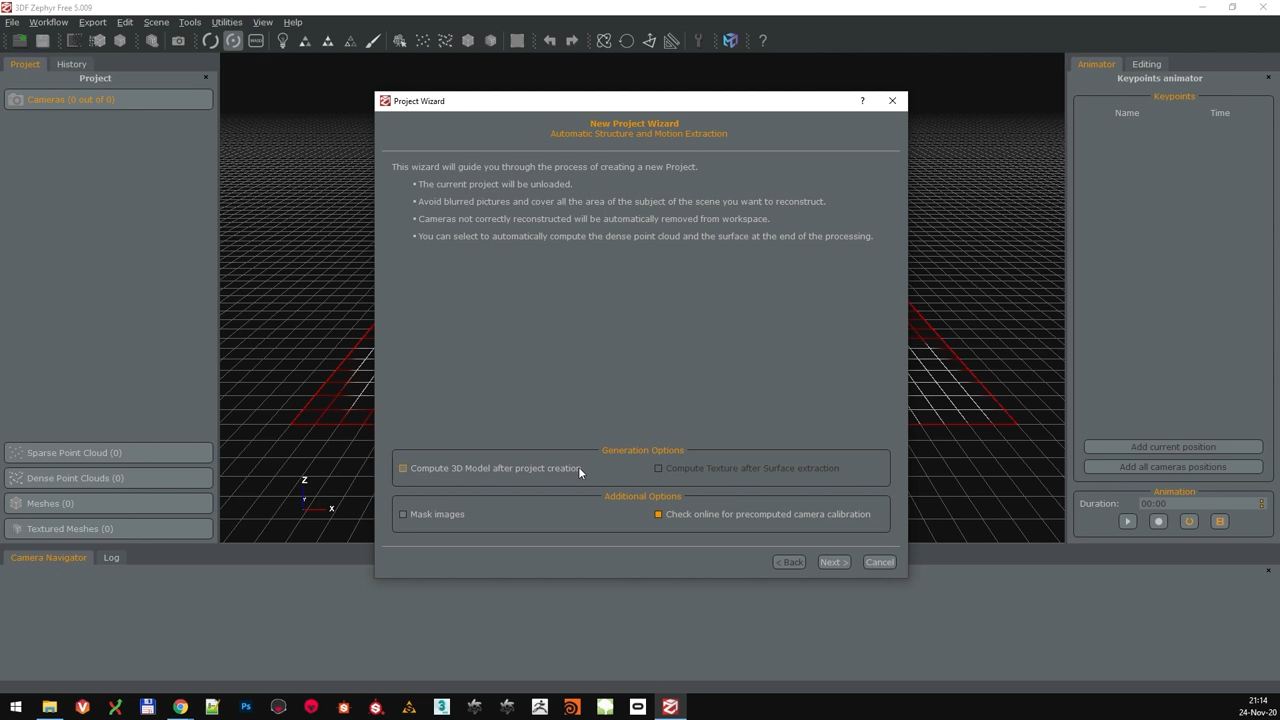 3DF Zephyr Free 5.009
File Workflow Export Edit Scene Tools Utilities View Help
Project History
Project
Cameras (0 out of 0)
Sparse Point Cloud (0)
Dense Point Clouds (0)
Meshes (0)
Textured Meshes (0)
Z
Y
X
Project Wizard
New Project Wizard
Automatic Structure and Motion Extraction
This wizard will guide you through the process of creating a new Project.
• The current project will be unloaded.
• Avoid blurred pictures and cover all the area of the subject of the scene you want to reconstruct.
• Cameras not correctly reconstructed will be automatically removed from workspace.
• You can select to automatically compute the dense point cloud and the surface at the end of the processing.
Generation Options
Compute 3D Model after project creation Compute Texture after Surface extraction
Additional Options
Mask images Check online for precomputed camera calibration
< Back Next > Cancel
Animator Editing
Keypoints animator
Keypoints
Name Time
Add current position
Add all cameras positions
Animation
Duration: 00:00
Camera Navigator Log
21:14
24-Nov-20